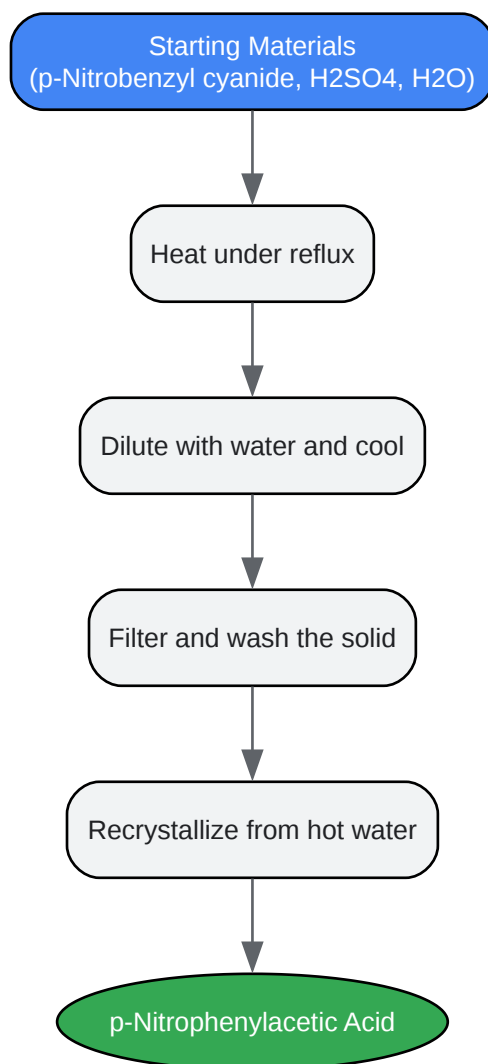 Starting Materials
(p-Nitrobenzyl cyanide, H2SO4, H2O)
Heat under reflux
Dilute with water and cool
Filter and wash the solid
Recrystallize from hot water
p-Nitrophenylacetic Acid